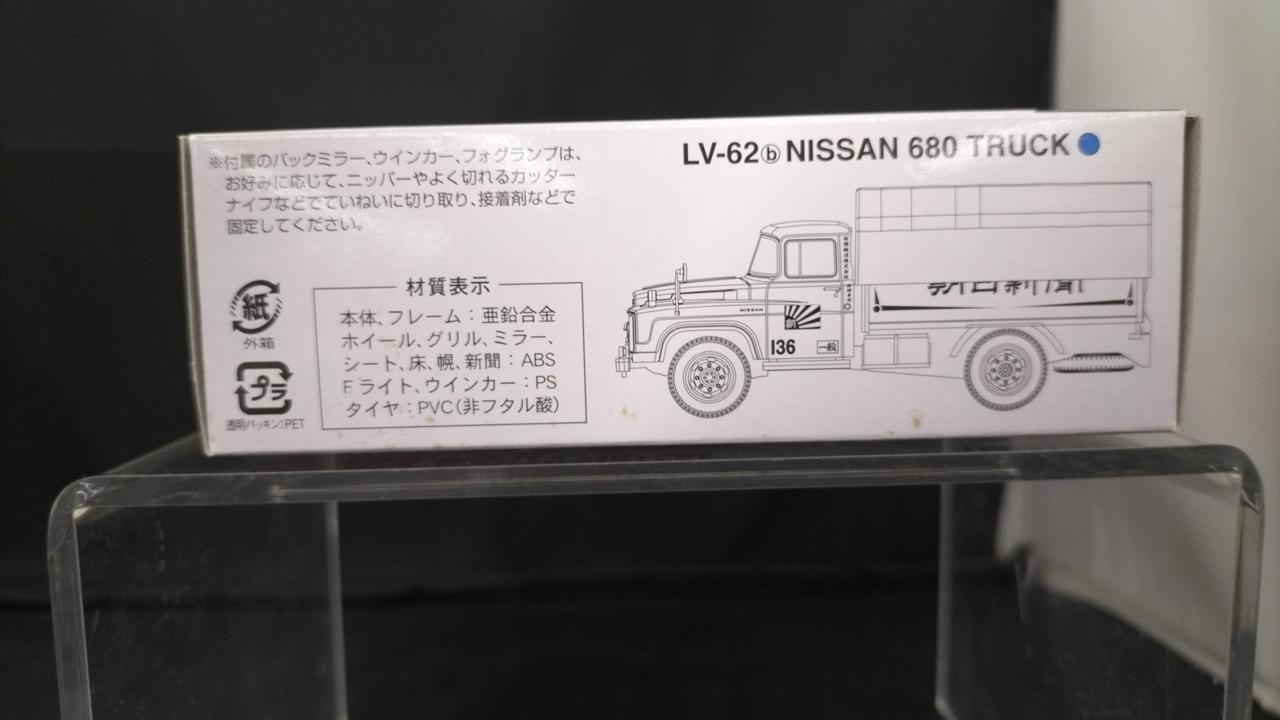 ※付属のバックミラー、ウインカー、フォグランプは、
お好みに応じて、ニッパーやよく切れるカッター
ナイフなどでていねいに切り取り、接着剤などで
固定してください。
LV-62ⓑ NISSAN 680 TRUCK
紙
外箱
プラ
透明パッキン:PET
材質表示
本体、フレーム：亜鉛合金
ホイール、グリル、ミラー、
シート、床、幌、新聞：ABS
F.ライト、ウインカー：PS
タイヤ：PVC(非フタル酸)
NISSAN
朝日新聞
136
一般